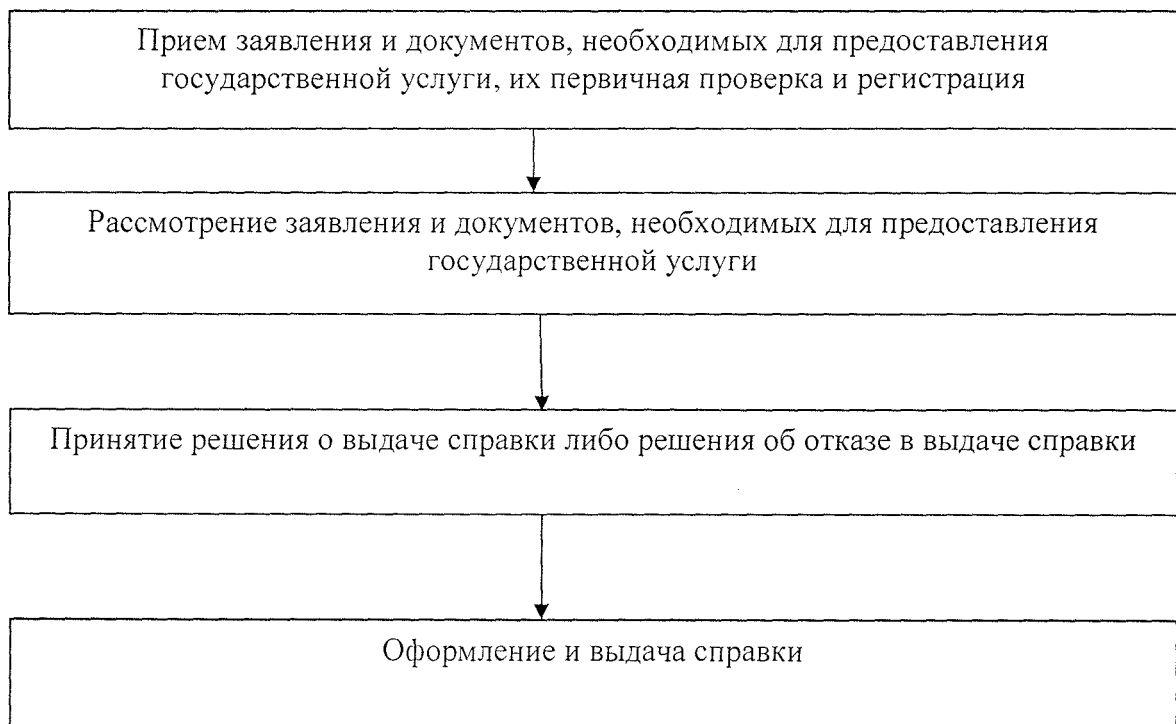 Прием заявления и документов, необходимых для предоставления
государственной услуги, их первичная проверка и регистрация
Рассмотрение заявления и документов, необходимых для предоставления
государственной услуги
Принятие решения о выдаче справки либо решения об отказе в выдаче справки
Оформление и выдача справки